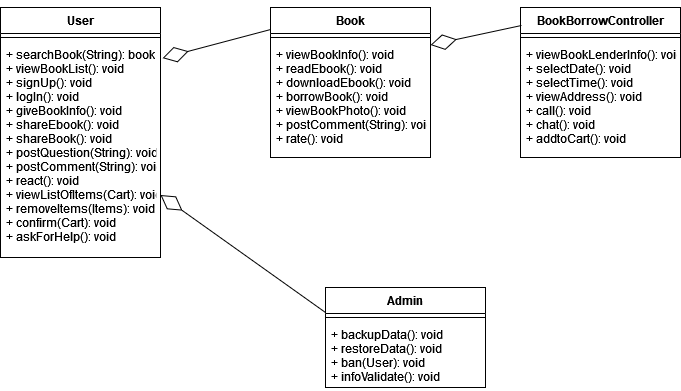 User
+ searchBook(String): book
+ viewBookList(): void
+ signUp(): void
+ logIn(): void
+ giveBookInfo(): void
+ shareEbook(): void
+ shareBook(): void
+ postQuestion(String): void
+ postComment(String): voi
+ react(): void
+ viewListOfItems(Cart): voi
+ removeItems(Items): void
+ confirm(Cart): void
+ askForHelp(): void
Book
+ viewBookInfo(): void
+ readEbook(): void
+ downloadEbook(): void
+ borrowBook(): void
+ viewBookPhoto(): void
+ postComment(String): voi
+ rate(): void
BookBorrowController
+ viewBookLenderInfo(): voi
+ selectDate(): void
+ selectTime(): void
+ viewAddress(): void
+ call(): void
+ chat(): void
+ addtoCart(): void
Admin
+ backupData(): void
+ restoreData(): void
+ ban(User): void
+ infoValidate(): void